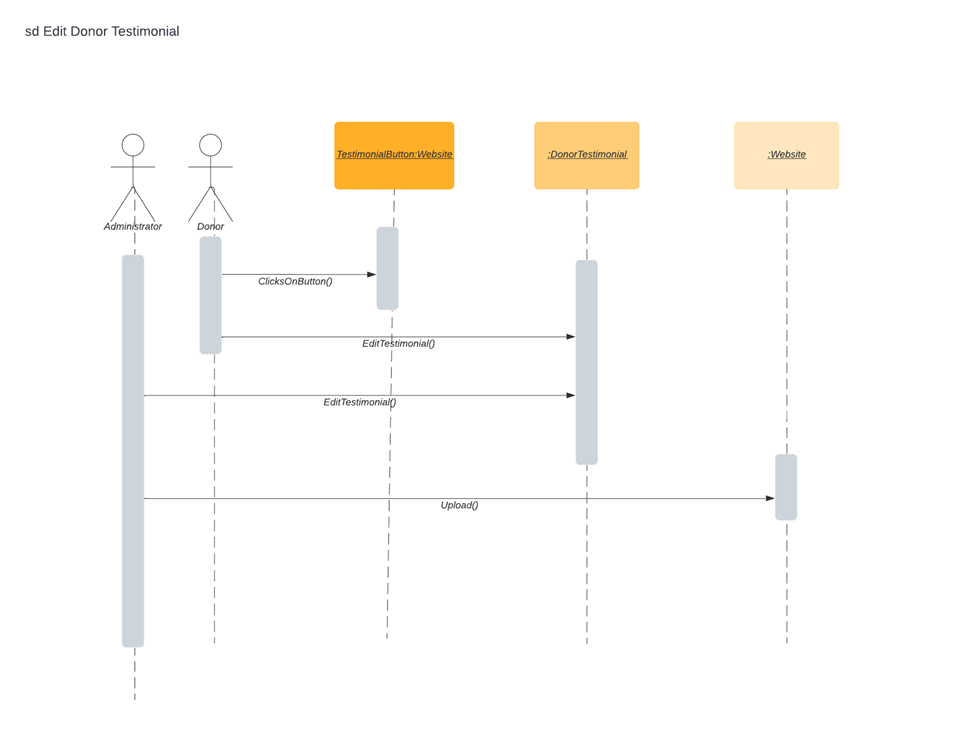 sd Edit Donor Testimonial
TestimonialButton:Website
:DonorTestimonial
:Website
Administrator
Donor
ClicksOnButton()
EditTestimonial()
EditTestimonial()
Upload()